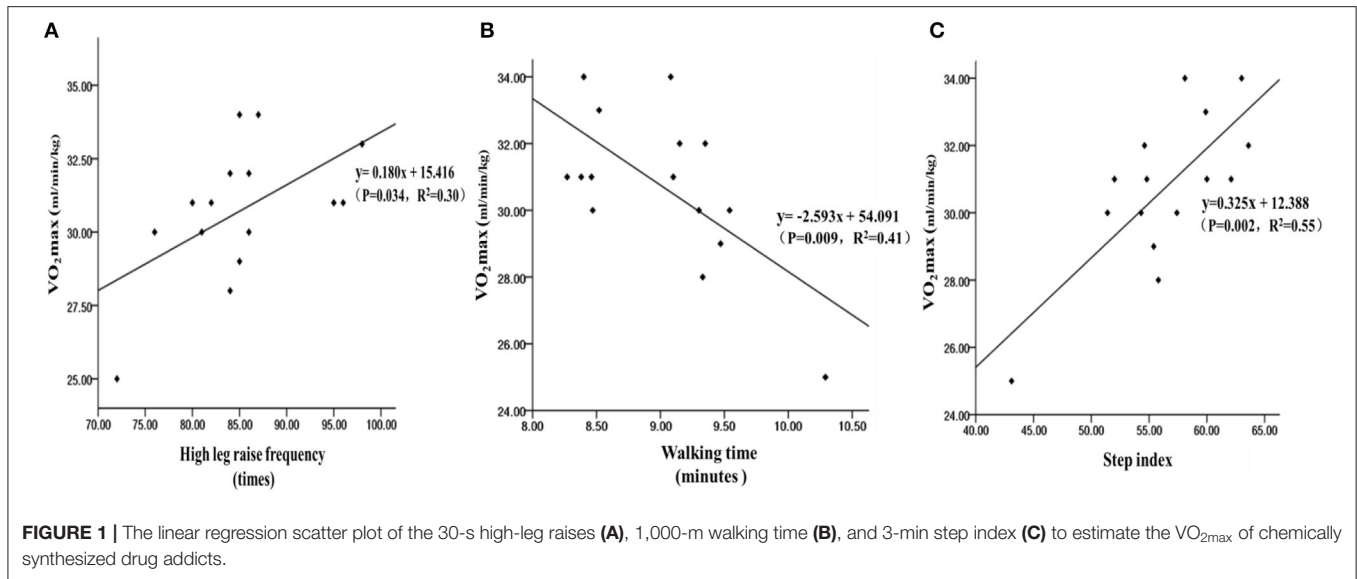 A
VO₂max (ml/min/kg)
35.00
32.50
30.00
27.50
25.00
70.00 75.00 80.00 85.00 90.00 95.00 100.00
High leg raise frequency
(times)
y= 0.180x + 15.416
(P=0.034, R²=0.30)
B
VO₂max (ml/min/kg)
34.00
32.00
30.00
28.00
26.00
24.00
8.00 8.50 9.00 9.50 10.00 10.50
Walking time
(minutes )
y= -2.593x + 54.091
(P=0.009, R²=0.41)
C
VO₂max (ml/min/kg)
34.00
32.00
30.00
28.00
26.00
24.00
40.00 45.00 50.00 55.00 60.00 65.00
Step index
y=0.325x + 12.388
(P=0.002, R²=0.55)
FIGURE 1 | The linear regression scatter plot of the 30-s high-leg raises (A), 1,000-m walking time (B), and 3-min step index (C) to estimate the VO₂max of chemically
synthesized drug addicts.